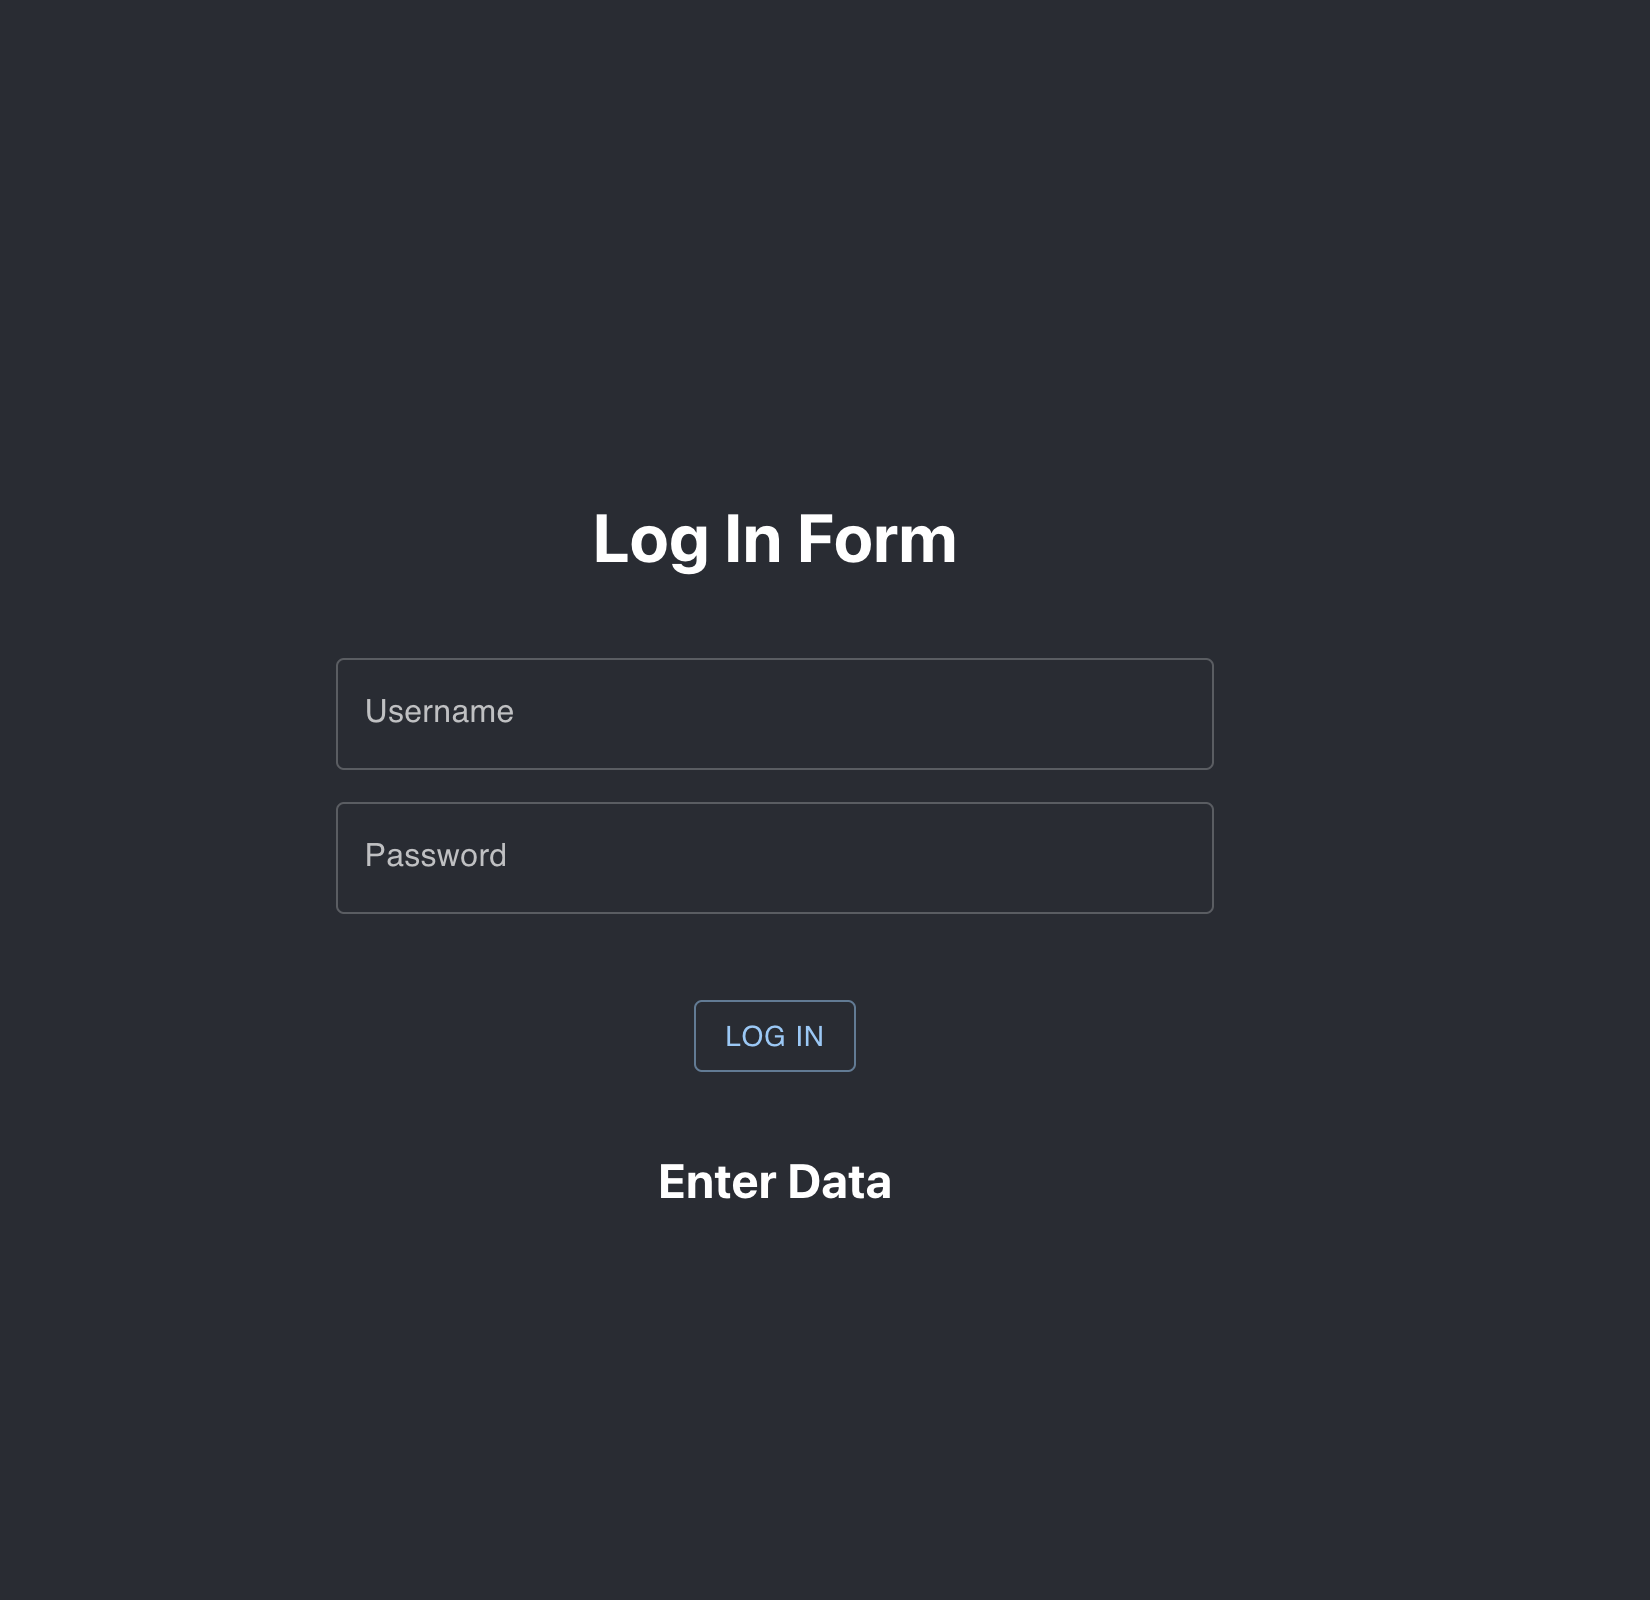 Log In Form
Username
Password
LOG IN
Enter Data